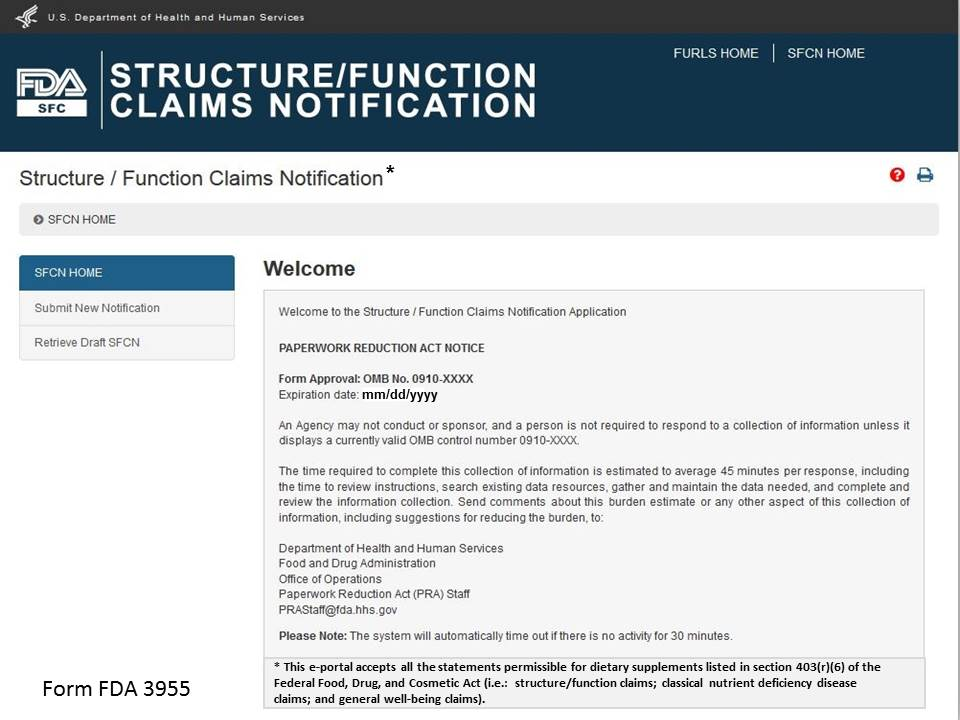 U.S. Department of Health and Human Services
FURLS HOME
SFCN HOME
FDA
SFC
STRUCTURE/FUNCTION
CLAIMS NOTIFICATION
Structure / Function Claims Notification*
?
SFCN HOME
SFCN HOME
Submit New Notification
Retrieve Draft SFCN
Welcome
Welcome to the Structure / Function Claims Notification Application
PAPERWORK REDUCTION ACT NOTICE
Form Approval: OMB No. 0910-XXXX
Expiration date: mm/dd/yyyy
An Agency may not conduct or sponsor, and a person is not required to respond to a collection of information unless it
displays a currently valid OMB control number 0910-XXXX.
The time required to complete this collection of information is estimated to average 45 minutes per response, including
the time to review instructions, search existing data resources, gather and maintain the data needed, and complete and
review the information collection. Send comments about this burden estimate or any other aspect of this collection of
information, including suggestions for reducing the burden, to:
Department of Health and Human Services
Food and Drug Administration
Office of Operations
Paperwork Reduction Act (PRA) Staff
PRAStaff@fda.hhs.gov
Please Note: The system will automatically time out if there is no activity for 30 minutes.
* This e-portal accepts all the statements permissible for dietary supplements listed in section 403(r)(6) of the
Federal Food, Drug, and Cosmetic Act (i.e.: structure/function claims; classical nutrient deficiency disease
claims; and general well-being claims).
Form FDA 3955